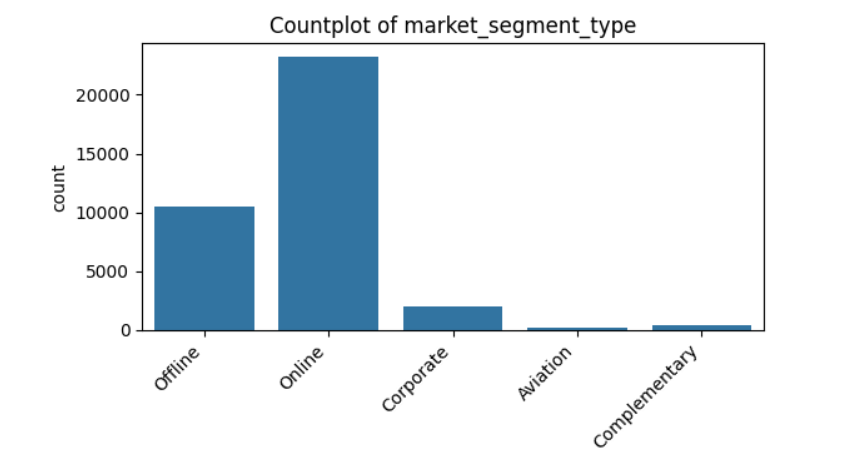 Countplot of market_segment_type
20000
15000
10000
5000
0
count
Offline
Online
Corporate
Aviation
Complementary